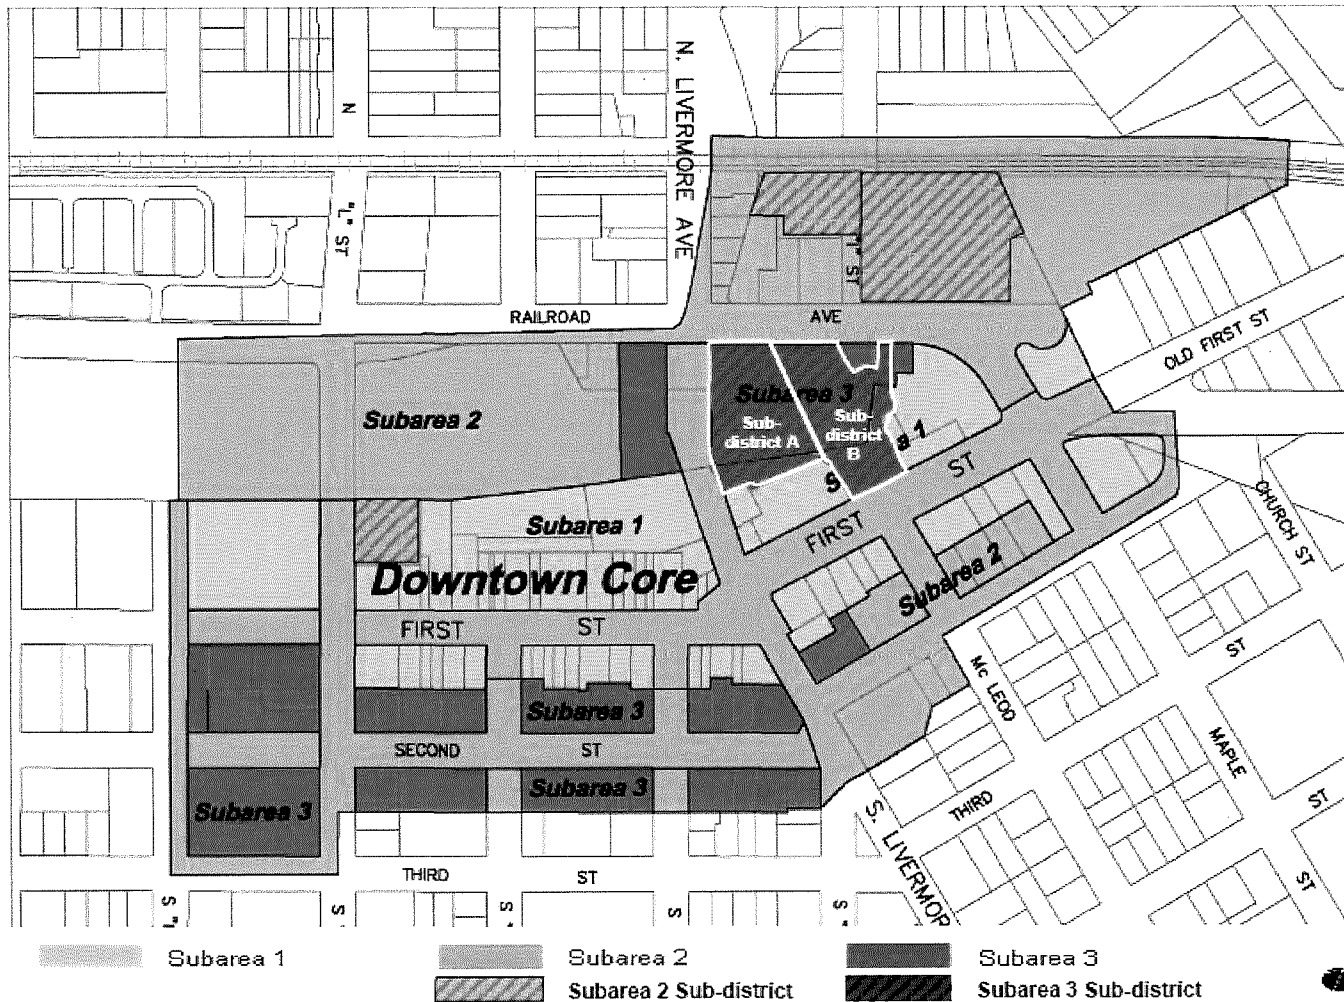 N
N. LIVERMORE AVE
"L" ST
"I" ST
RAILROAD AVE
OLD FIRST ST
Subarea 2
Subarea 3
Sub-
district A
Sub-
district
B
S
a 1
FIRST ST
CHURCH ST
Subarea 1
Downtown Core
Subarea 2
FIRST ST
Mc LEOD
ST
MAPLE
Subarea 3
SECOND ST
Subarea 3
Subarea 3
THIRD
ST
S. LIVERMOR
THIRD ST
ST
S
S
S
S
S
Subarea 1
Subarea 2
Subarea 3
Subarea 2 Sub-district
Subarea 3 Sub-district